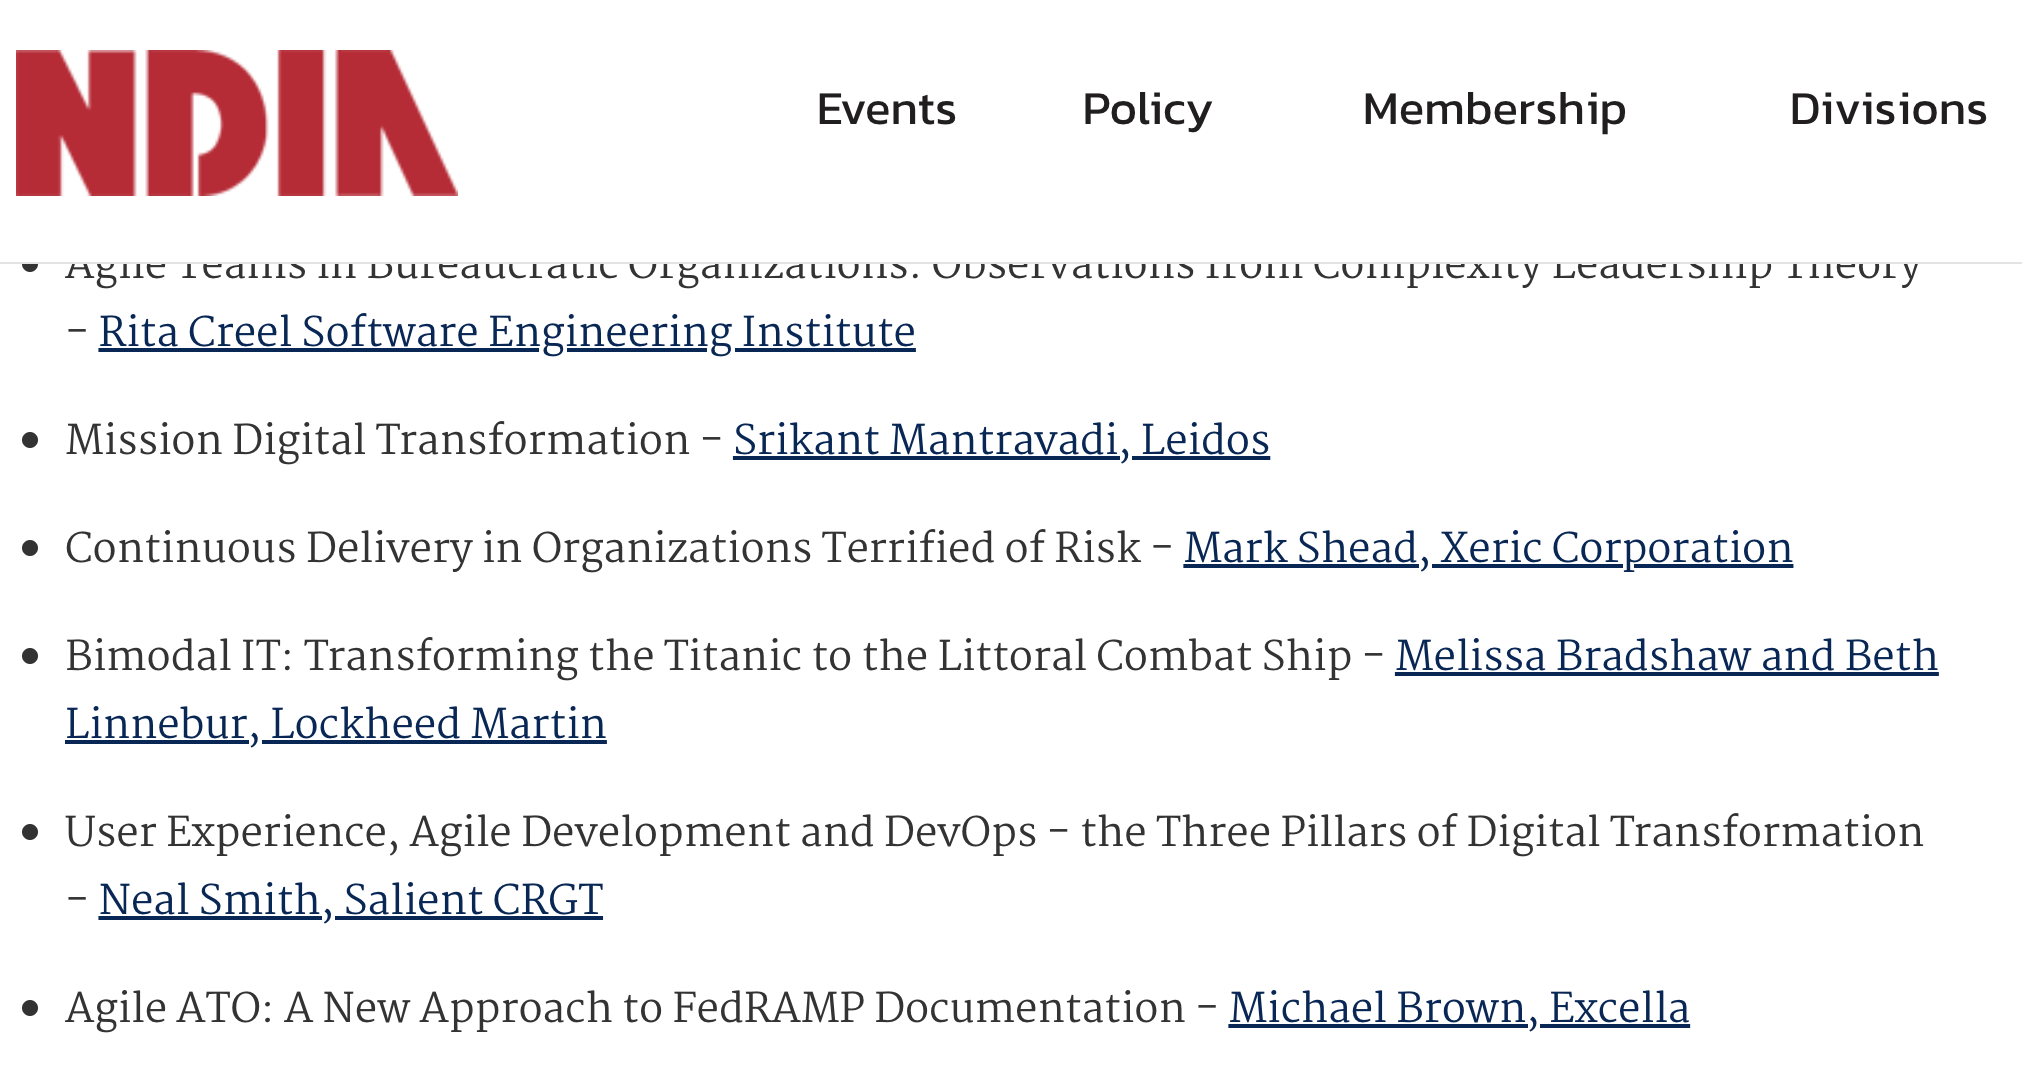 NDIA
Events Policy Membership Divisions
Agile Teams in Bureaucratic Organizations: Observations from Complexity Leadership Theory
– Rita Creel Software Engineering Institute
• Mission Digital Transformation – Srikant Mantravadi, Leidos
• Continuous Delivery in Organizations Terrified of Risk – Mark Shead, Xeric Corporation
• Bimodal IT: Transforming the Titanic to the Littoral Combat Ship – Melissa Bradshaw and Beth
Linnebur, Lockheed Martin
• User Experience, Agile Development and DevOps – the Three Pillars of Digital Transformation
– Neal Smith, Salient CRGT
• Agile ATO: A New Approach to FedRAMP Documentation – Michael Brown, Excella